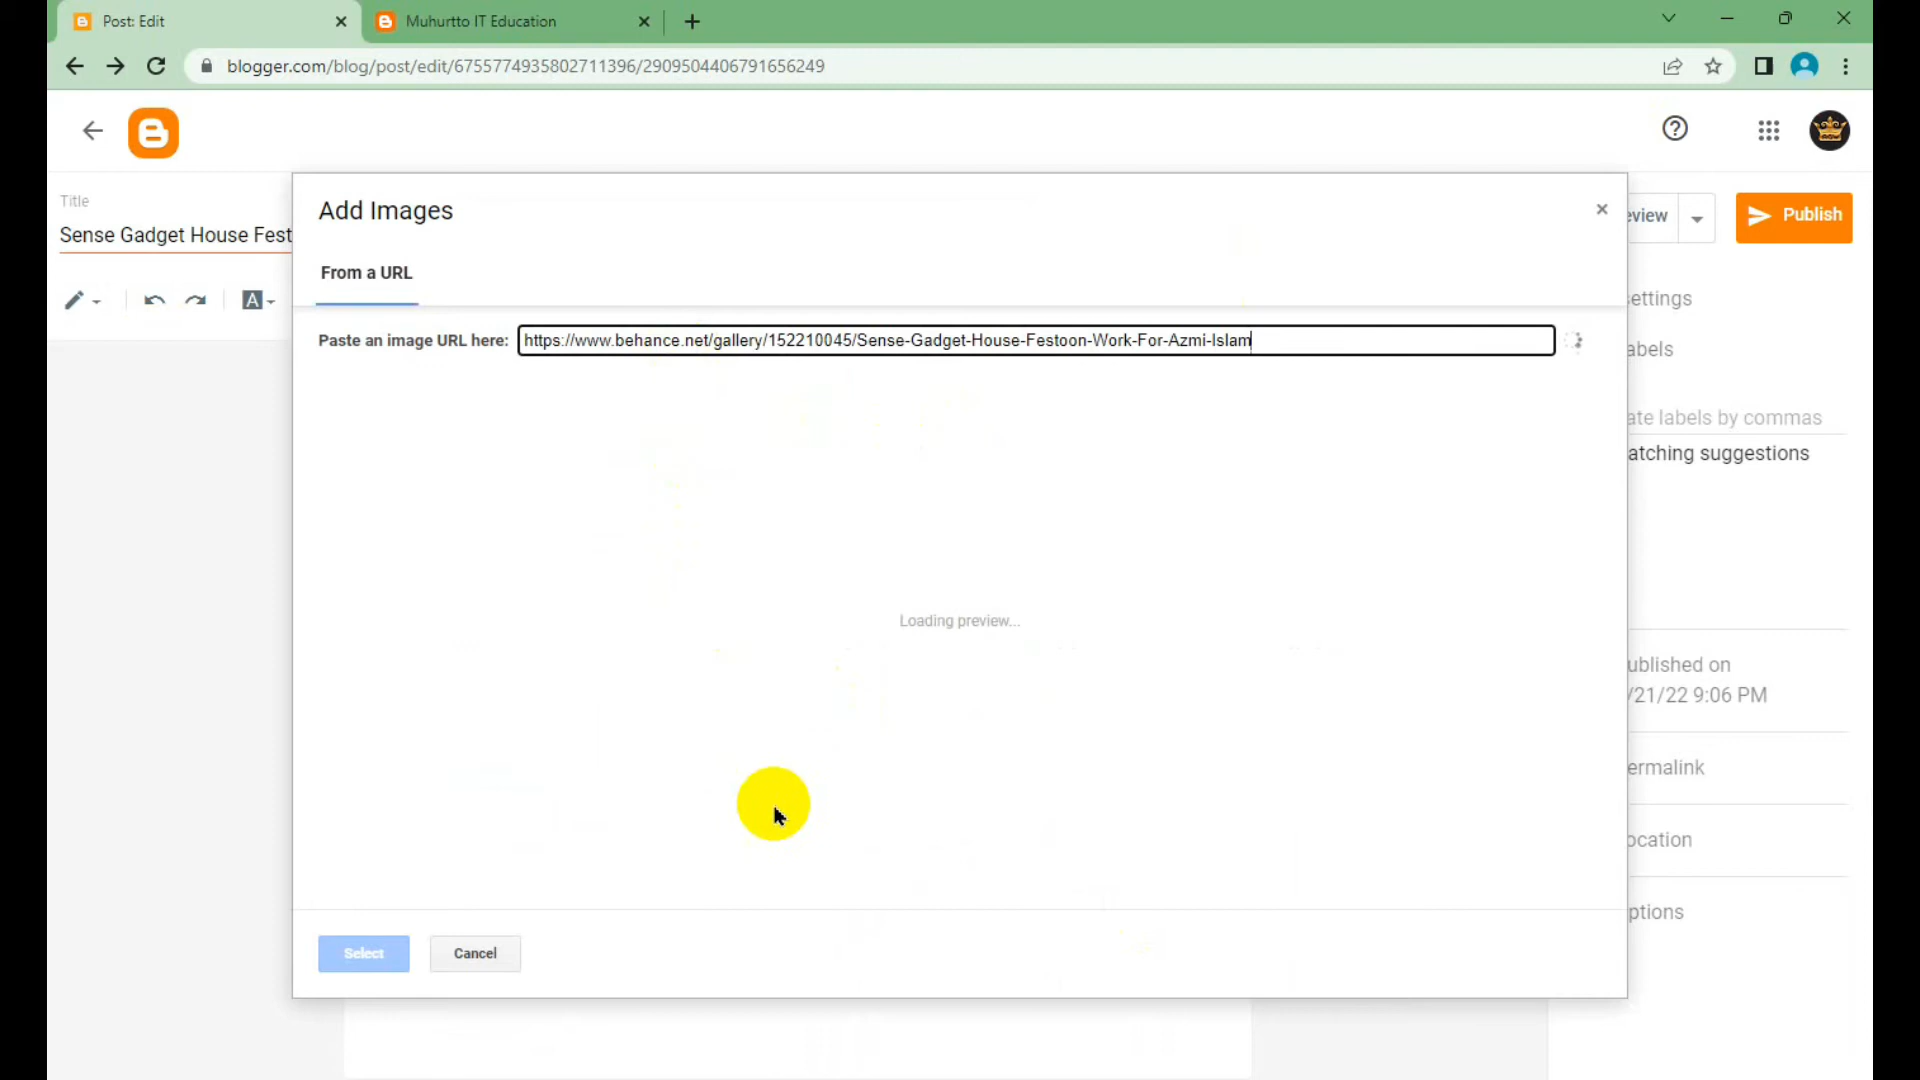 Post: Edit
Muhurtto IT Education
blogger.com/blog/post/edit/6755774935802711396/2909504406791656249
Title
Sense Gadget House Fest
A
Add Images
From a URL
Paste an image URL here: https://www.behance.net/gallery/152210045/Sense-Gadget-House-Festoon-Work-For-Azmi-Islam
Loading preview...
Select
Cancel
eview
Publish
ettings
abels
ate labels by commas
atching suggestions
ublished on
/21/22 9:06 PM
ermalink
ocation
ptions